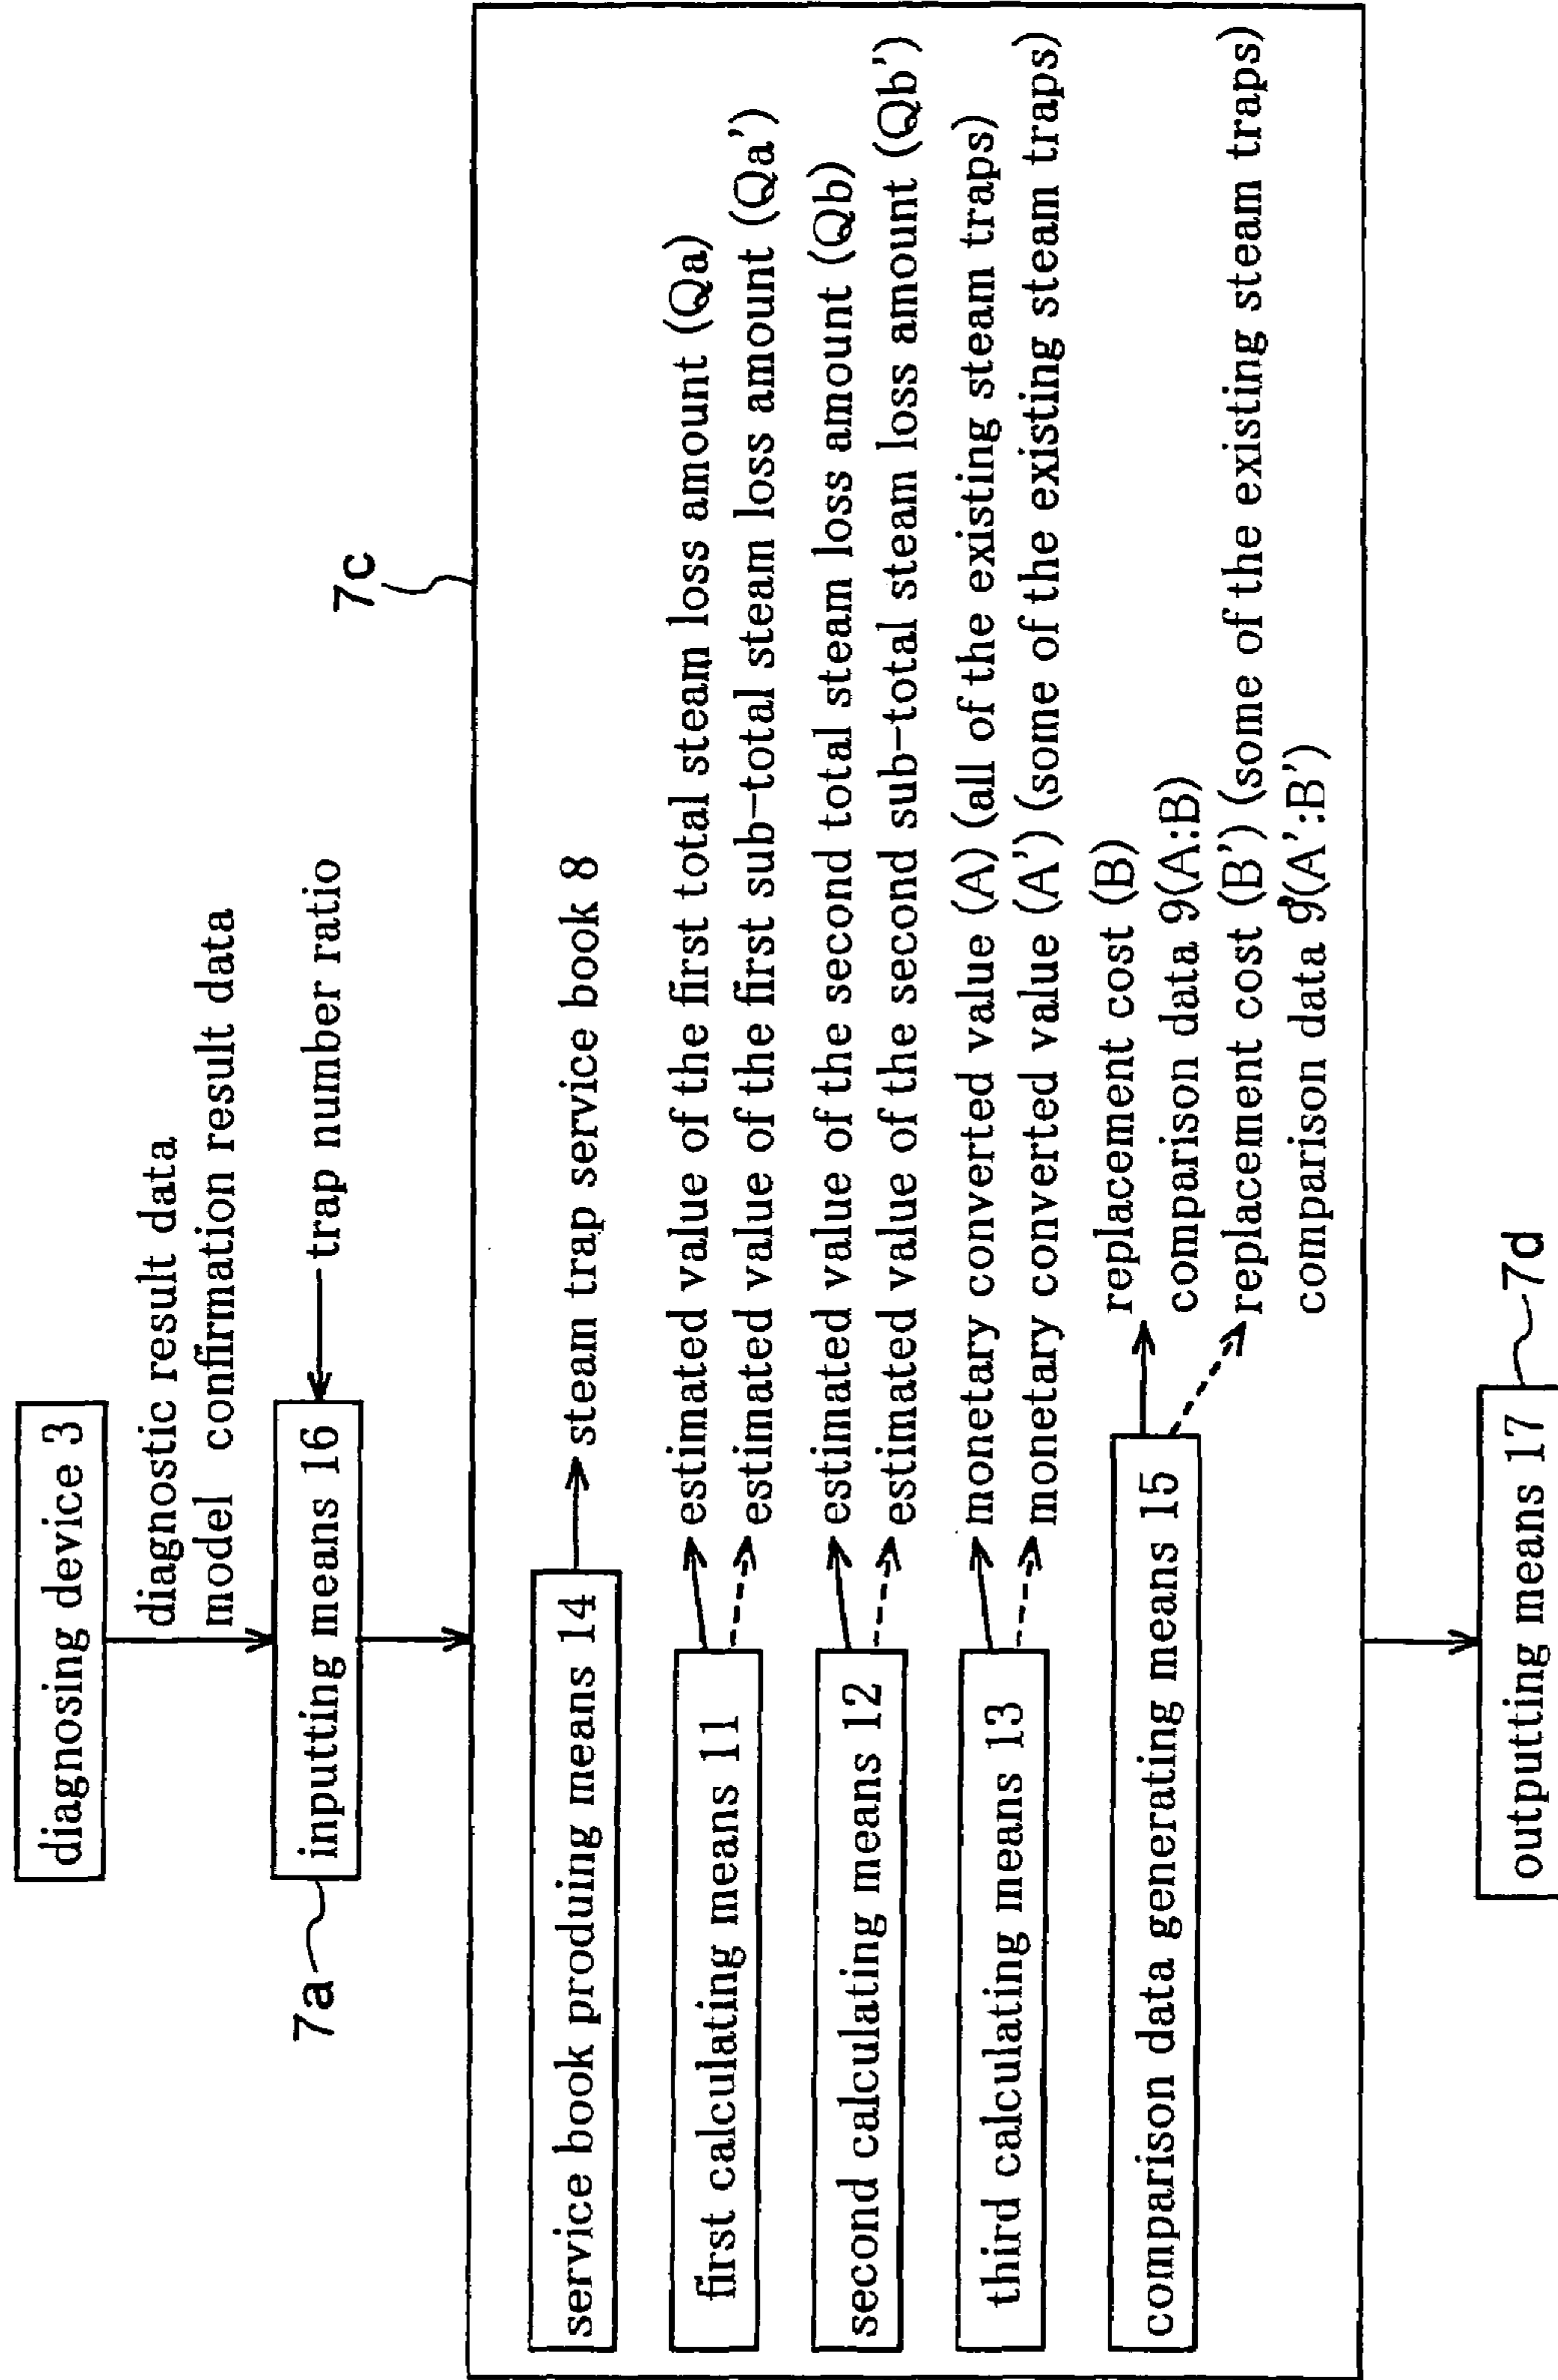 diagnosing device 3
diagnostic result data
model confirmation result data
7a
inputting means 16
trap number ratio
7c
service book produing means 14
steam trap service book 8
first calculating means 11
estimated value of the first total steam loss amount (Qa)
estimated value of the first sub-total steam loss amount (Qa')
second calculating means 12
estimated value of the second total steam loss amount (Qb)
estimated value of the second sub-total steam loss amount (Qb')
third calculating means 13
monetary converted value (A) (all of the existing steam traps)
monetary converted value (A') (some of the existing steam traps)
comparison data generating means 15
replacement cost (B)
comparison data 9(A:B)
replacement cost (B') (some of the existing steam traps)
comparison data 9'(A':B')
outputting means 17
7d